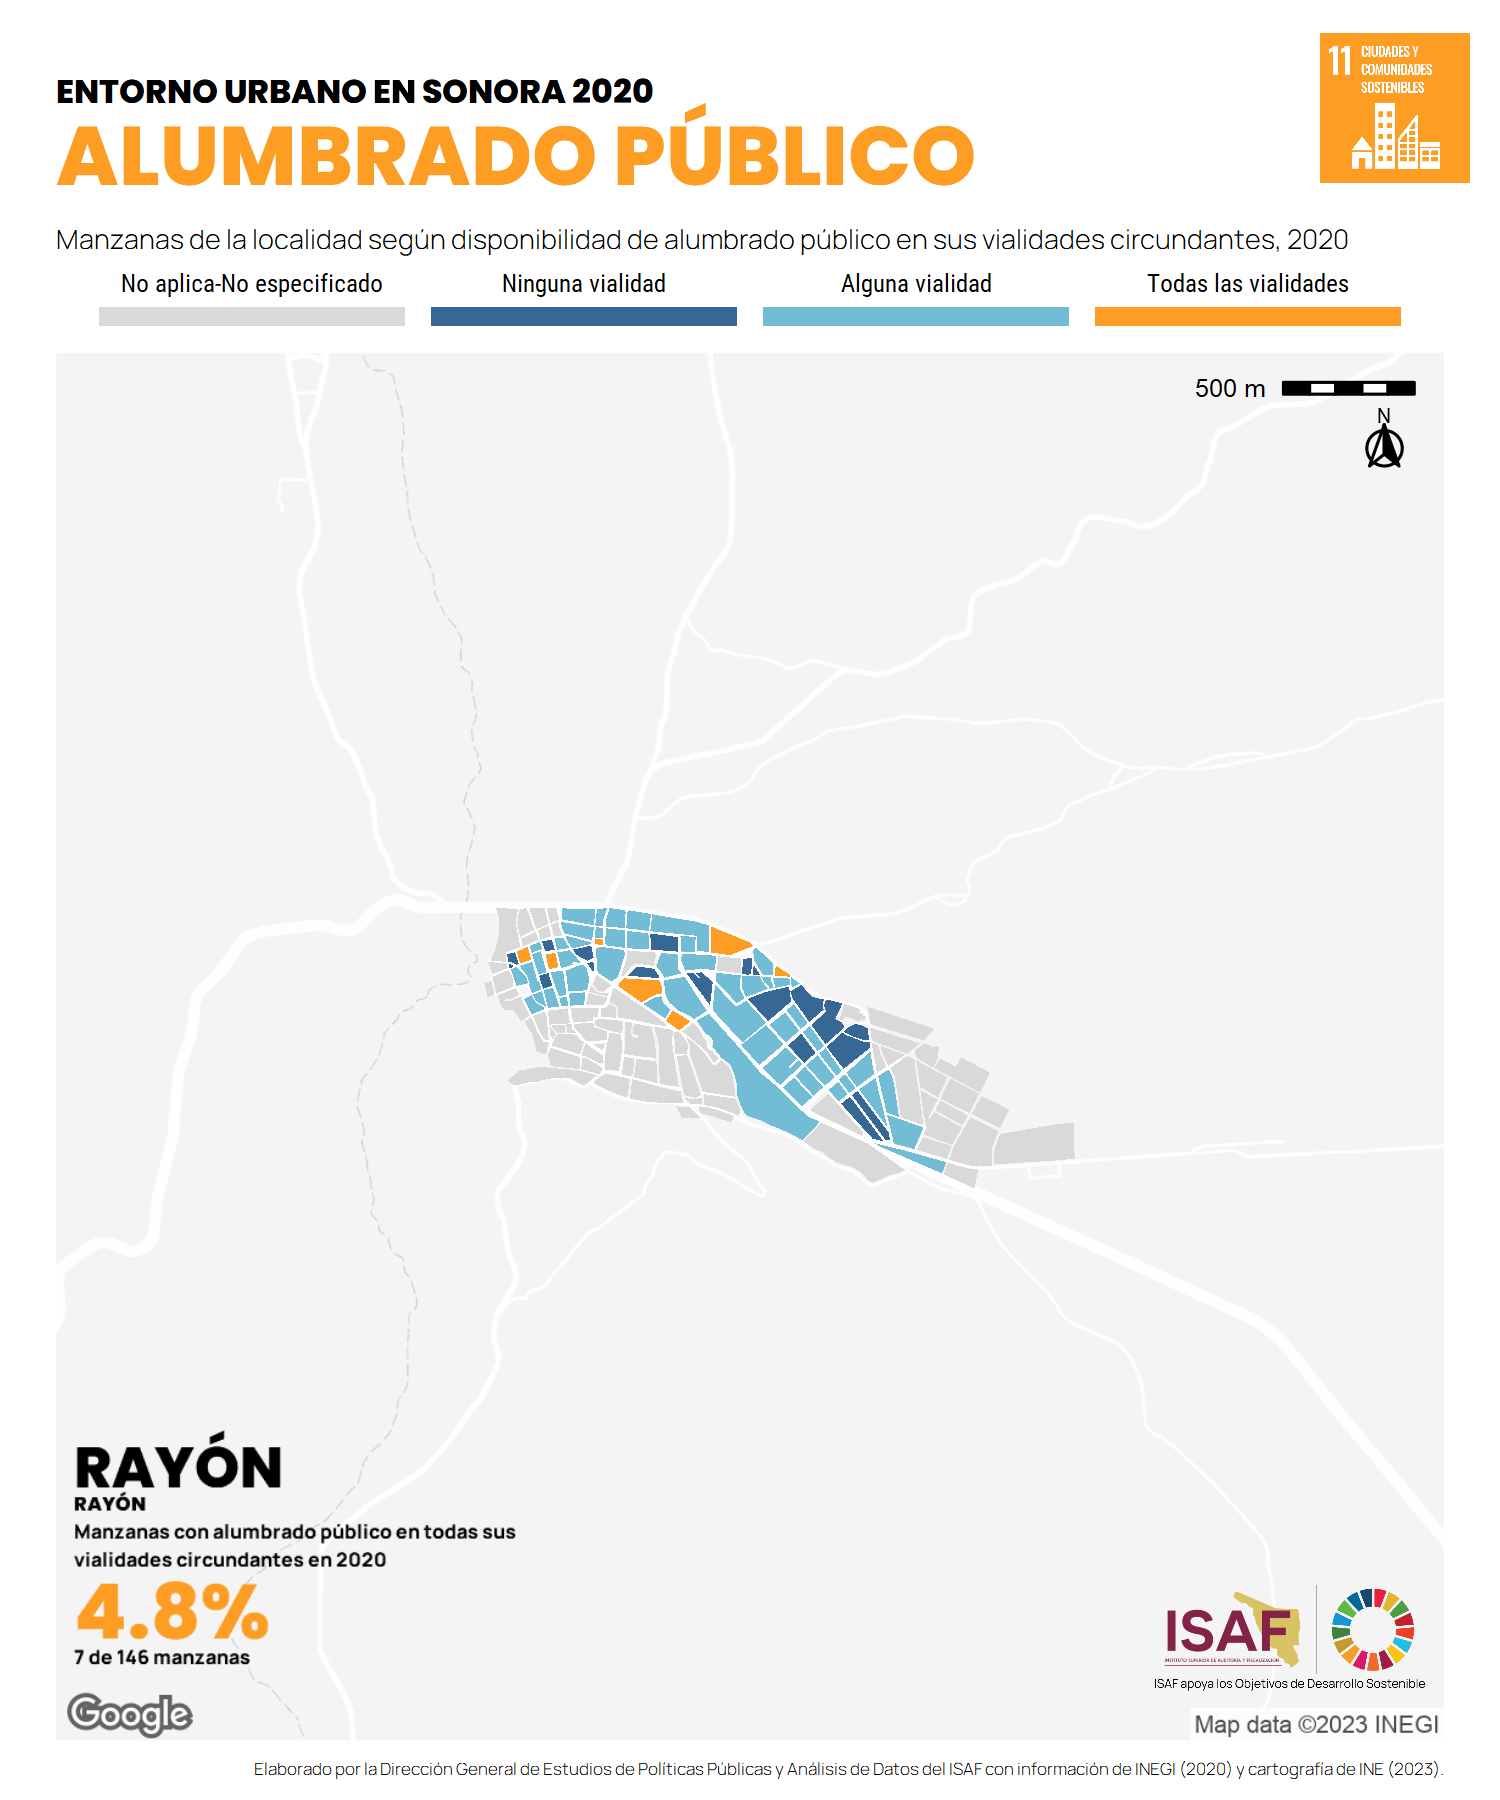 ENTORNO URBANO EN SONORA 2020
ALUMBRADO PÚBLICO
11 CIUDADES Y
COMUNIDADES
SOSTENIBLES
Manzanas de la localidad según disponibilidad de alumbrado público en sus vialidades circundantes, 2020
No aplica-No especificado
Ninguna vialidad
Alguna vialidad
Todas las vialidades
500 m
N
RAYÓN
RAYÓN
Manzanas con alumbrado público en todas sus
vialidades circundantes en 2020
4.8%
7 de 146 manzanas
Google
ISAF
INSTITUTO SUPERIOR DE AUDITORÍA Y FISCALIZACIÓN
ISAF apoya los Objetivos de Desarrollo Sostenible
Map data ©2023 INEGI
Elaborado por la Dirección General de Estudios de Políticas Públicas y Análisis de Datos del ISAF con información de INEGI (2020) y cartografía de INE (2023).